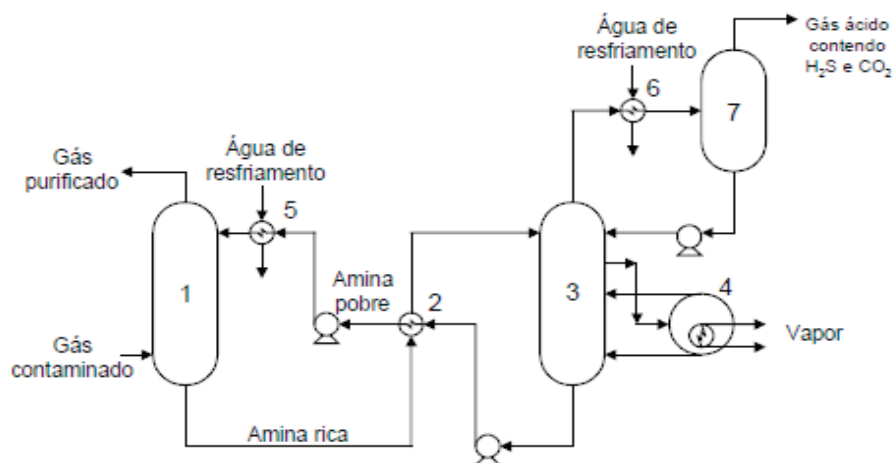 Água de
resfriamento
6
Gás ácido
contendo
H₂S e CO₂
7
Gás
purificado
Água de
resfriamento
5
1
Amina
pobre
2
3
4
Vapor
Gás
contaminado
Amina rica